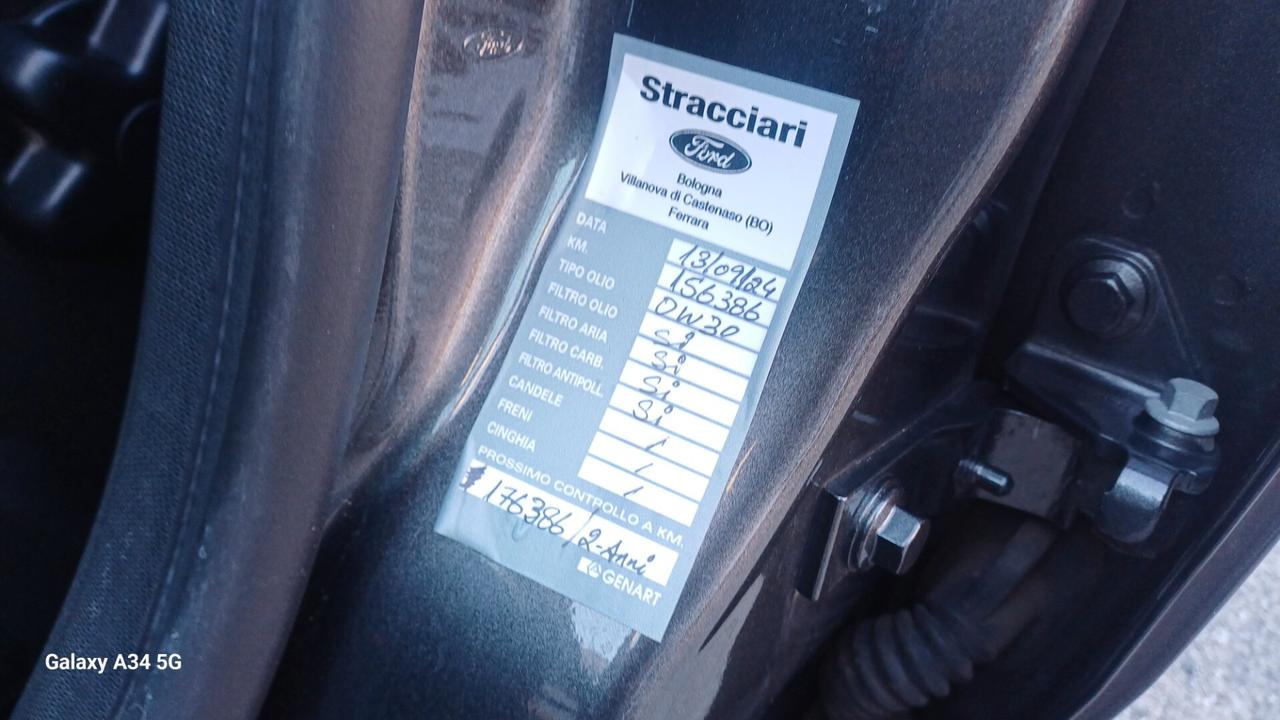 Ford
Stracciari
Ford
Bologna
Villanova di Castenaso (BO)
Ferrara
DATA 13/09/24
KM. 156386
TIPO OLIO 0W30
FILTRO OLIO Si
FILTRO ARIA Si
FILTRO CARB. Si
FILTRO ANTIPOLL. Si
CANDELE /
FRENI /
CINGHIA /
PROSSIMO CONTROLLO A KM.
176386/2-Anni
GENART
Galaxy A34 5G